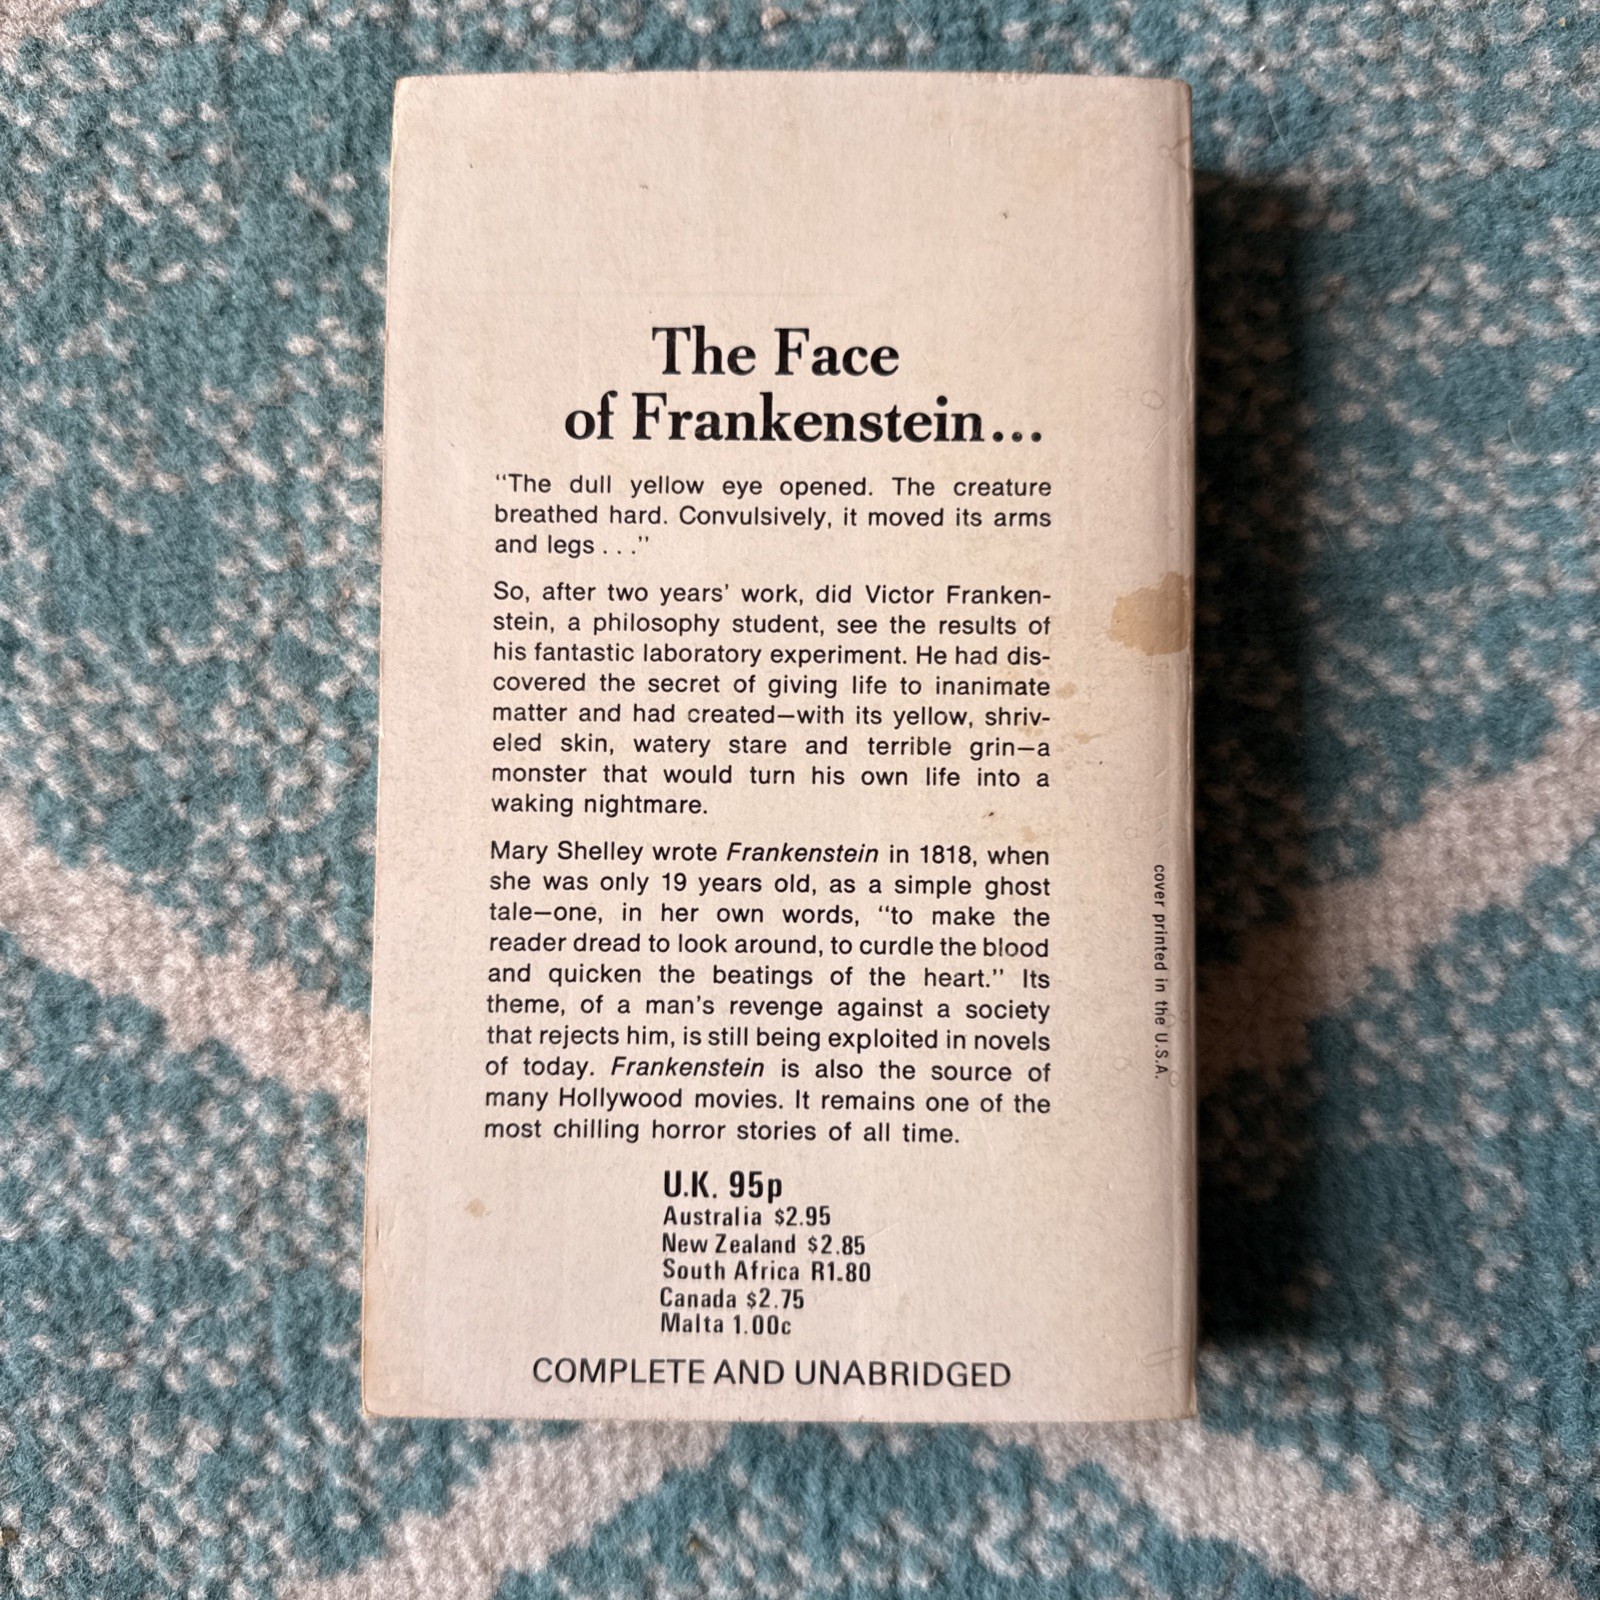 The Face
of Frankenstein...
“The dull yellow eye opened. The creature
breathed hard. Convulsively, it moved its arms
and legs . . .”
So, after two years’ work, did Victor Franken-
stein, a philosophy student, see the results of
his fantastic laboratory experiment. He had dis-
covered the secret of giving life to inanimate
matter and had created—with its yellow, shriv-
eled skin, watery stare and terrible grin—a
monster that would turn his own life into a
waking nightmare.
Mary Shelley wrote Frankenstein in 1818, when
she was only 19 years old, as a simple ghost
tale—one, in her own words, “to make the
reader dread to look around, to curdle the blood
and quicken the beatings of the heart.” Its
theme, of a man’s revenge against a society
that rejects him, is still being exploited in novels
of today. Frankenstein is also the source of
many Hollywood movies. It remains one of the
most chilling horror stories of all time.
U.K. 95p
Australia $2.95
New Zealand $2.85
South Africa R1.80
Canada $2.75
Malta 1.00c
COMPLETE AND UNABRIDGED
cover printed in the U.S.A.